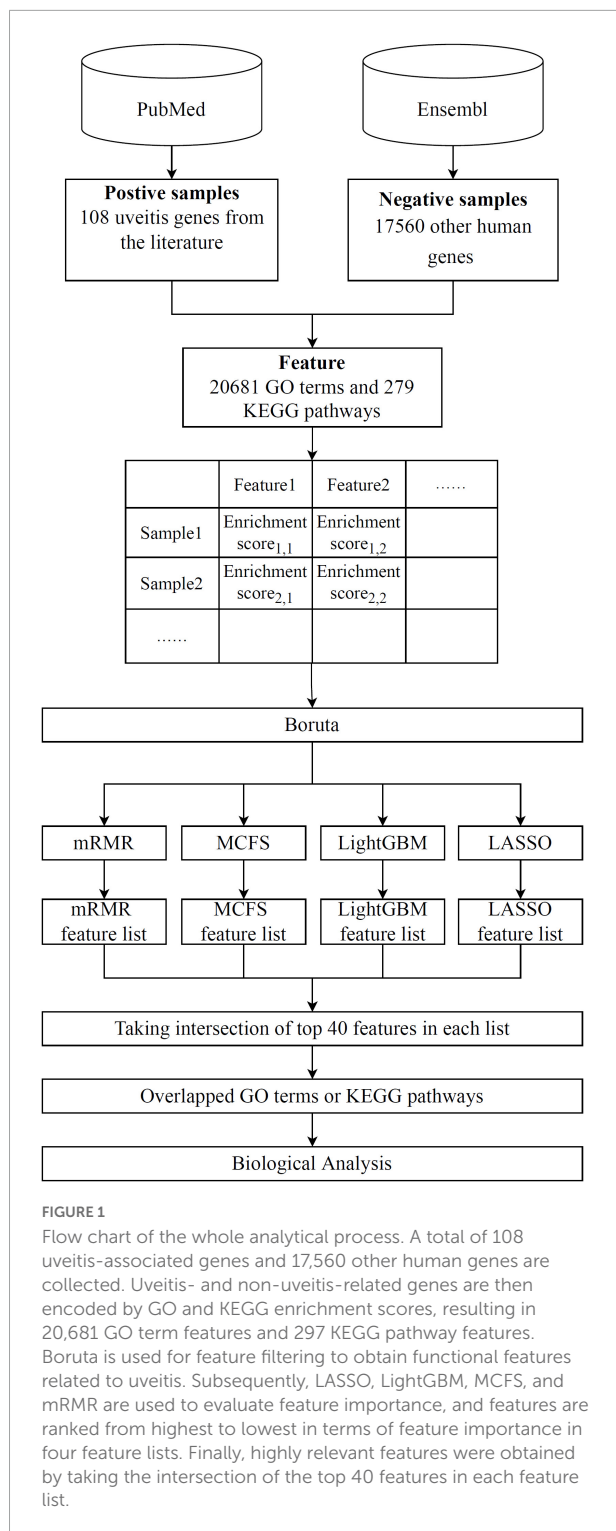 PubMed
Ensembl
Postive samples
108 uveitis genes from
the literature
Negative samples
17560 other human
genes
Feature
20681 GO terms and 279
KEGG pathways
Feature1
Feature2
......
Sample1
Enrichment
score1,1
Enrichment
score1,2
Sample2
Enrichment
score2,1
Enrichment
score2,2
......
Boruta
mRMR
MCFS
LightGBM
LASSO
mRMR
feature list
MCFS
feature list
LightGBM
feature list
LASSO
feature list
Taking intersection of top 40 features in each list
Overlapped GO terms or KEGG pathways
Biological Analysis
FIGURE 1
Flow chart of the whole analytical process. A total of 108
uveitis-associated genes and 17,560 other human genes are
collected. Uveitis- and non-uveitis-related genes are then
encoded by GO and KEGG enrichment scores, resulting in
20,681 GO term features and 297 KEGG pathway features.
Boruta is used for feature filtering to obtain functional features
related to uveitis. Subsequently, LASSO, LightGBM, MCFS, and
mRMR are used to evaluate feature importance, and features are
ranked from highest to lowest in terms of feature importance in
four feature lists. Finally, highly relevant features were obtained
by taking the intersection of the top 40 features in each feature
list.